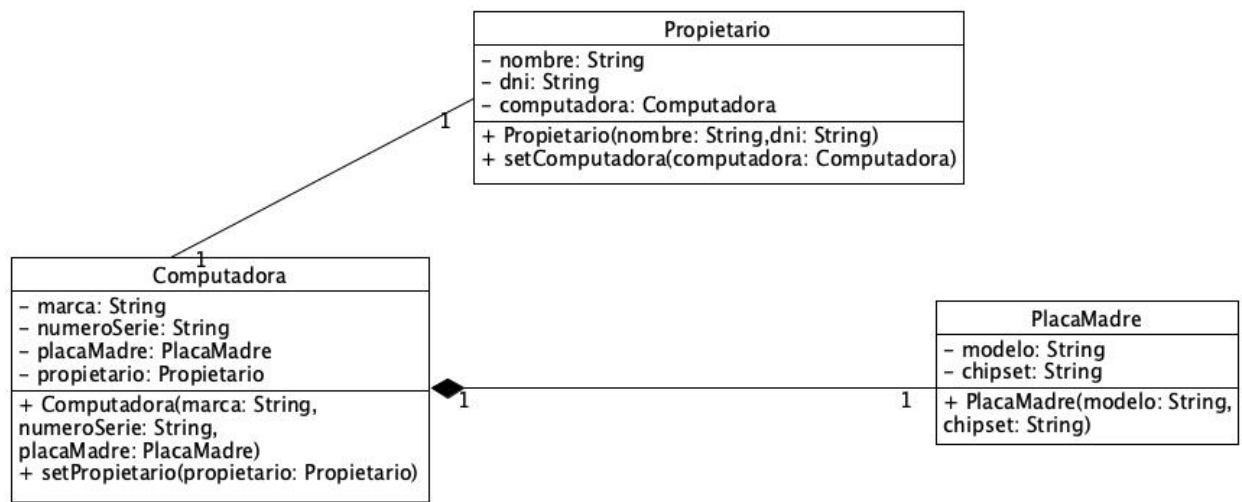 Propietario
– nombre: String
– dni: String
– computadora: Computadora
+ Propietario(nombre: String,dni: String)
+ setComputadora(computadora: Computadora)
1
1
Computadora
– marca: String
– numeroSerie: String
– placaMadre: PlacaMadre
– propietario: Propietario
+ Computadora(marca: String,
numeroSerie: String,
placaMadre: PlacaMadre)
+ setPropietario(propietario: Propietario)
1
1
PlacaMadre
– modelo: String
– chipset: String
+ PlacaMadre(modelo: String,
chipset: String)